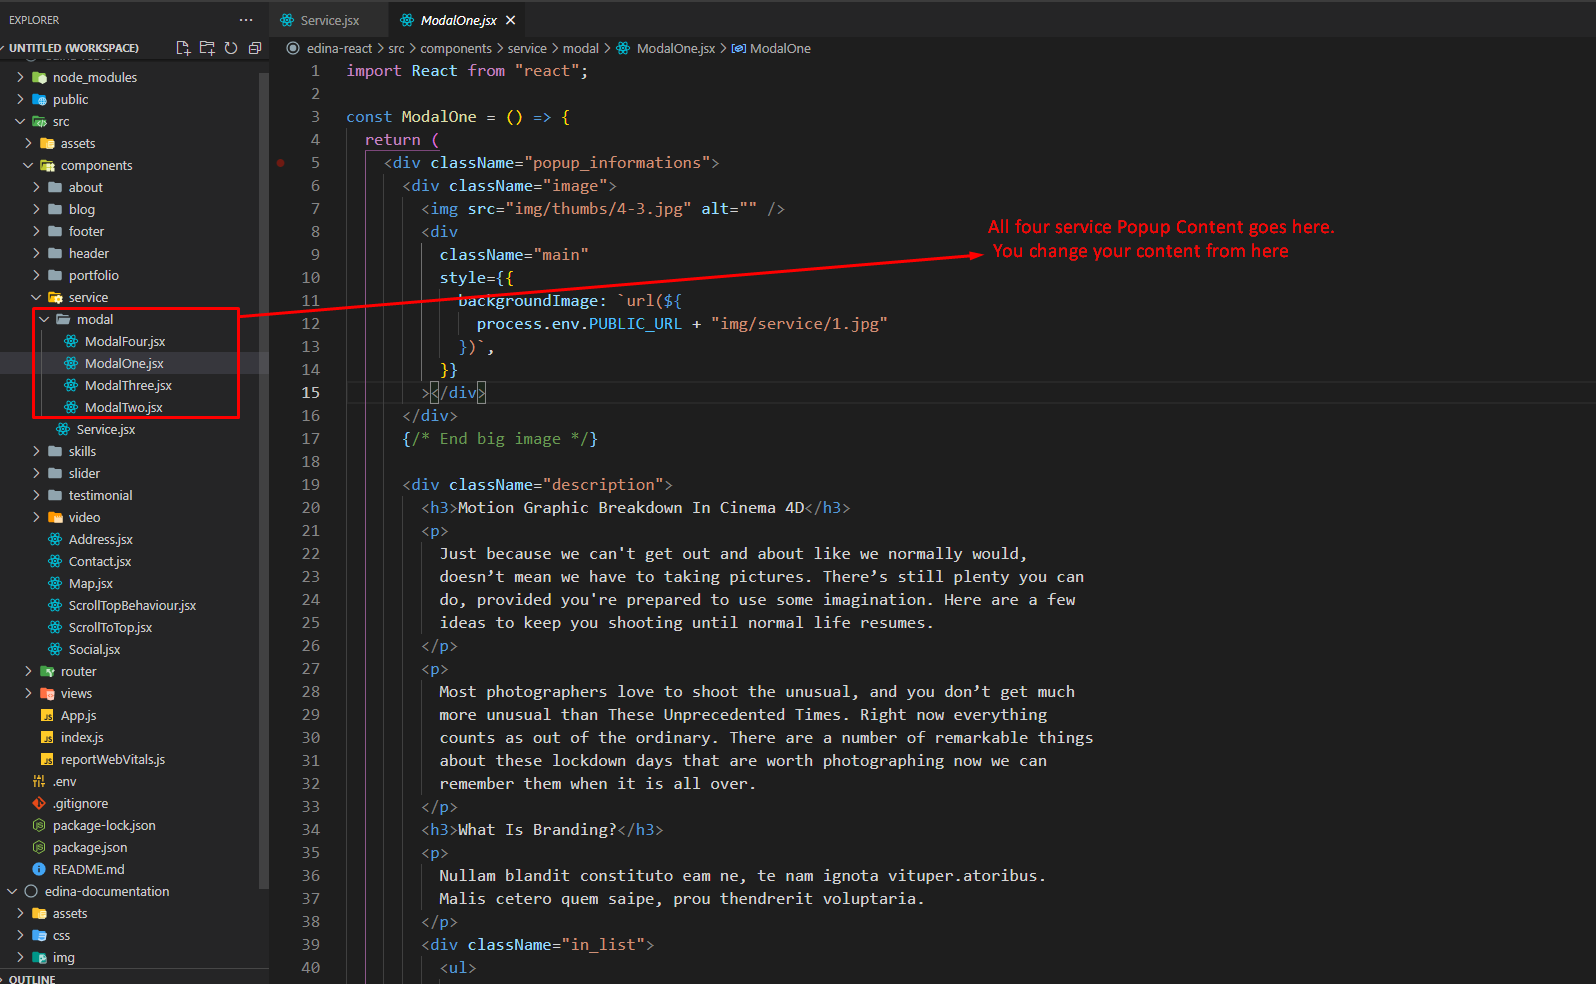 EXPLORER
···
Service.jsx
ModalOne.jsx
UNTITLED (WORKSPACE)
edina-react > src > components > service > modal > ModalOne.jsx > ModalOne
node_modules
public
src
assets
components
about
blog
footer
header
portfolio
service
modal
ModalFour.jsx
ModalOne.jsx
ModalThree.jsx
ModalTwo.jsx
Service.jsx
skills
slider
testimonial
video
Address.jsx
Contact.jsx
Map.jsx
ScrollTopBehaviour.jsx
ScrollToTop.jsx
Social.jsx
router
views
App.js
index.js
reportWebVitals.js
.env
.gitignore
package-lock.json
package.json
README.md
edina-documentation
assets
css
img
OUTLINE
1 import React from "react";
2
3 const ModalOne = () => {
4 return (
5 <div className="popup_informations">
6 <div className="image">
7 <img src="img/thumbs/4-3.jpg" alt="" />
8 <div
9 className="main"
10 style={{
11 backgroundImage: `url(${
12 process.env.PUBLIC_URL + "img/service/1.jpg"
13 })`,
14 }}
15 ></div>
16 </div>
17 {/* End big image */}
18
19 <div className="description">
20 <h3>Motion Graphic Breakdown In Cinema 4D</h3>
21 <p>
22 Just because we can't get out and about like we normally would,
23 doesn’t mean we have to taking pictures. There’s still plenty you can
24 do, provided you're prepared to use some imagination. Here are a few
25 ideas to keep you shooting until normal life resumes.
26 </p>
27 <p>
28 Most photographers love to shoot the unusual, and you don’t get much
29 more unusual than These Unprecedented Times. Right now everything
30 counts as out of the ordinary. There are a number of remarkable things
31 about these lockdown days that are worth photographing now we can
32 remember them when it is all over.
33 </p>
34 <h3>What Is Branding?</h3>
35 <p>
36 Nullam blandit constituto eam ne, te nam ignota vituper.atoribus.
37 Malis cetero quem saipe, prou thendrerit voluptaria.
38 </p>
39 <div className="in_list">
40 <ul>
All four service Popup Content goes here.
You change your content from here